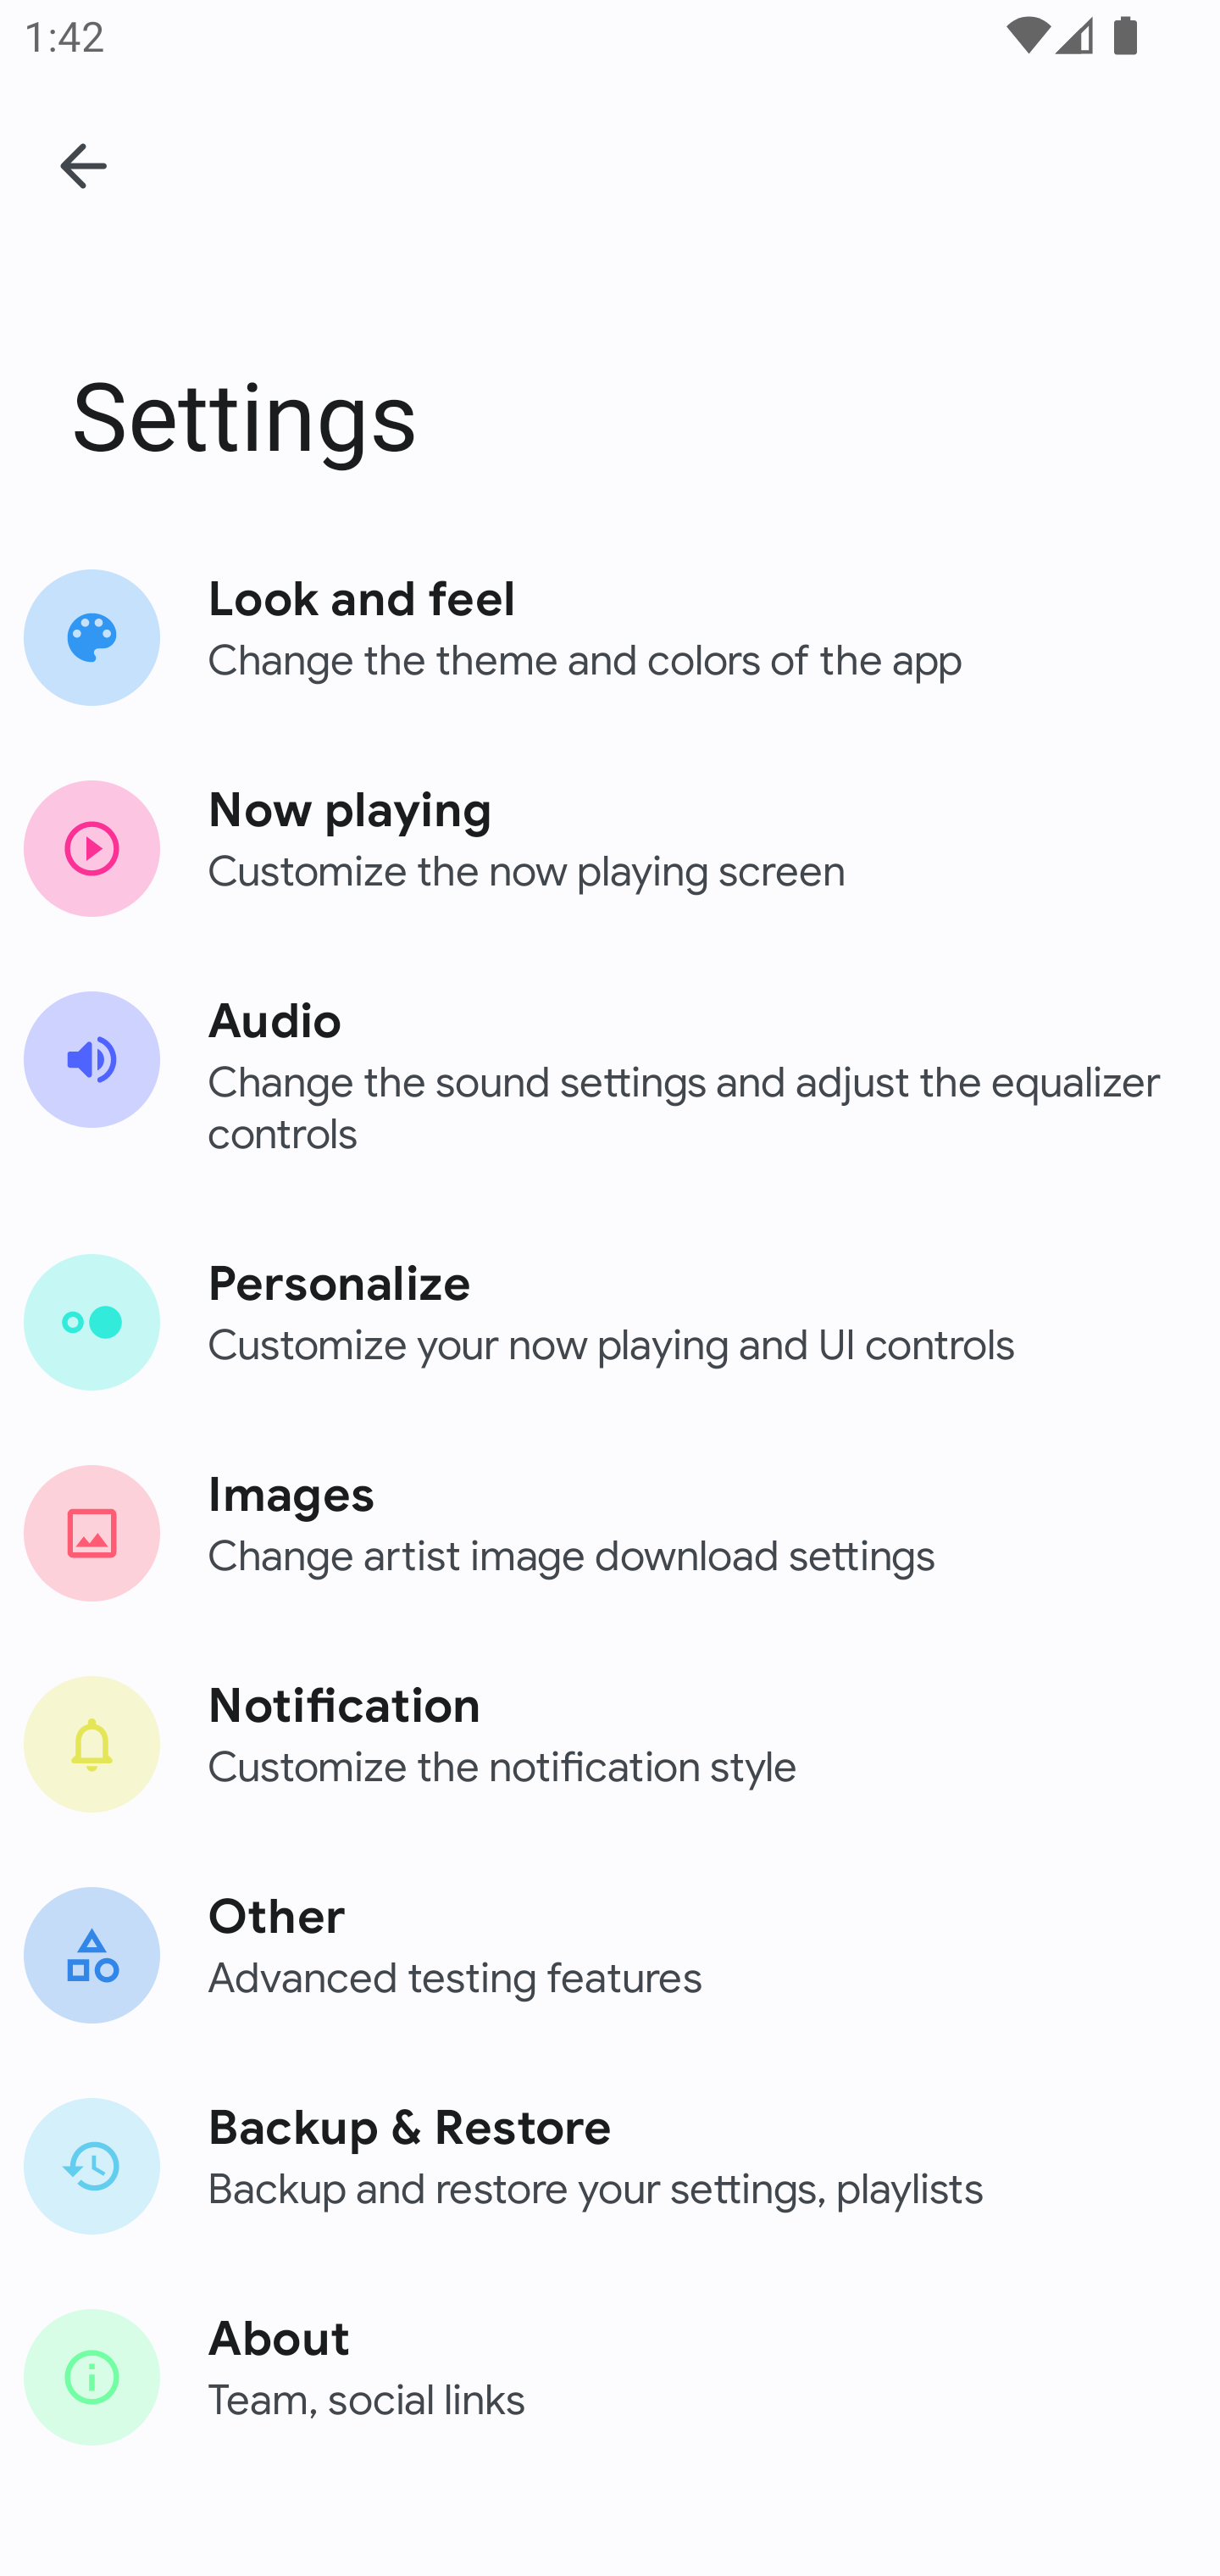 1:42
Settings
Look and feel
Change the theme and colors of the app
Now playing
Customize the now playing screen
Audio
Change the sound settings and adjust the equalizer
controls
Personalize
Customize your now playing and UI controls
Images
Change artist image download settings
Notification
Customize the notification style
Other
Advanced testing features
Backup & Restore
Backup and restore your settings, playlists
About
Team, social links